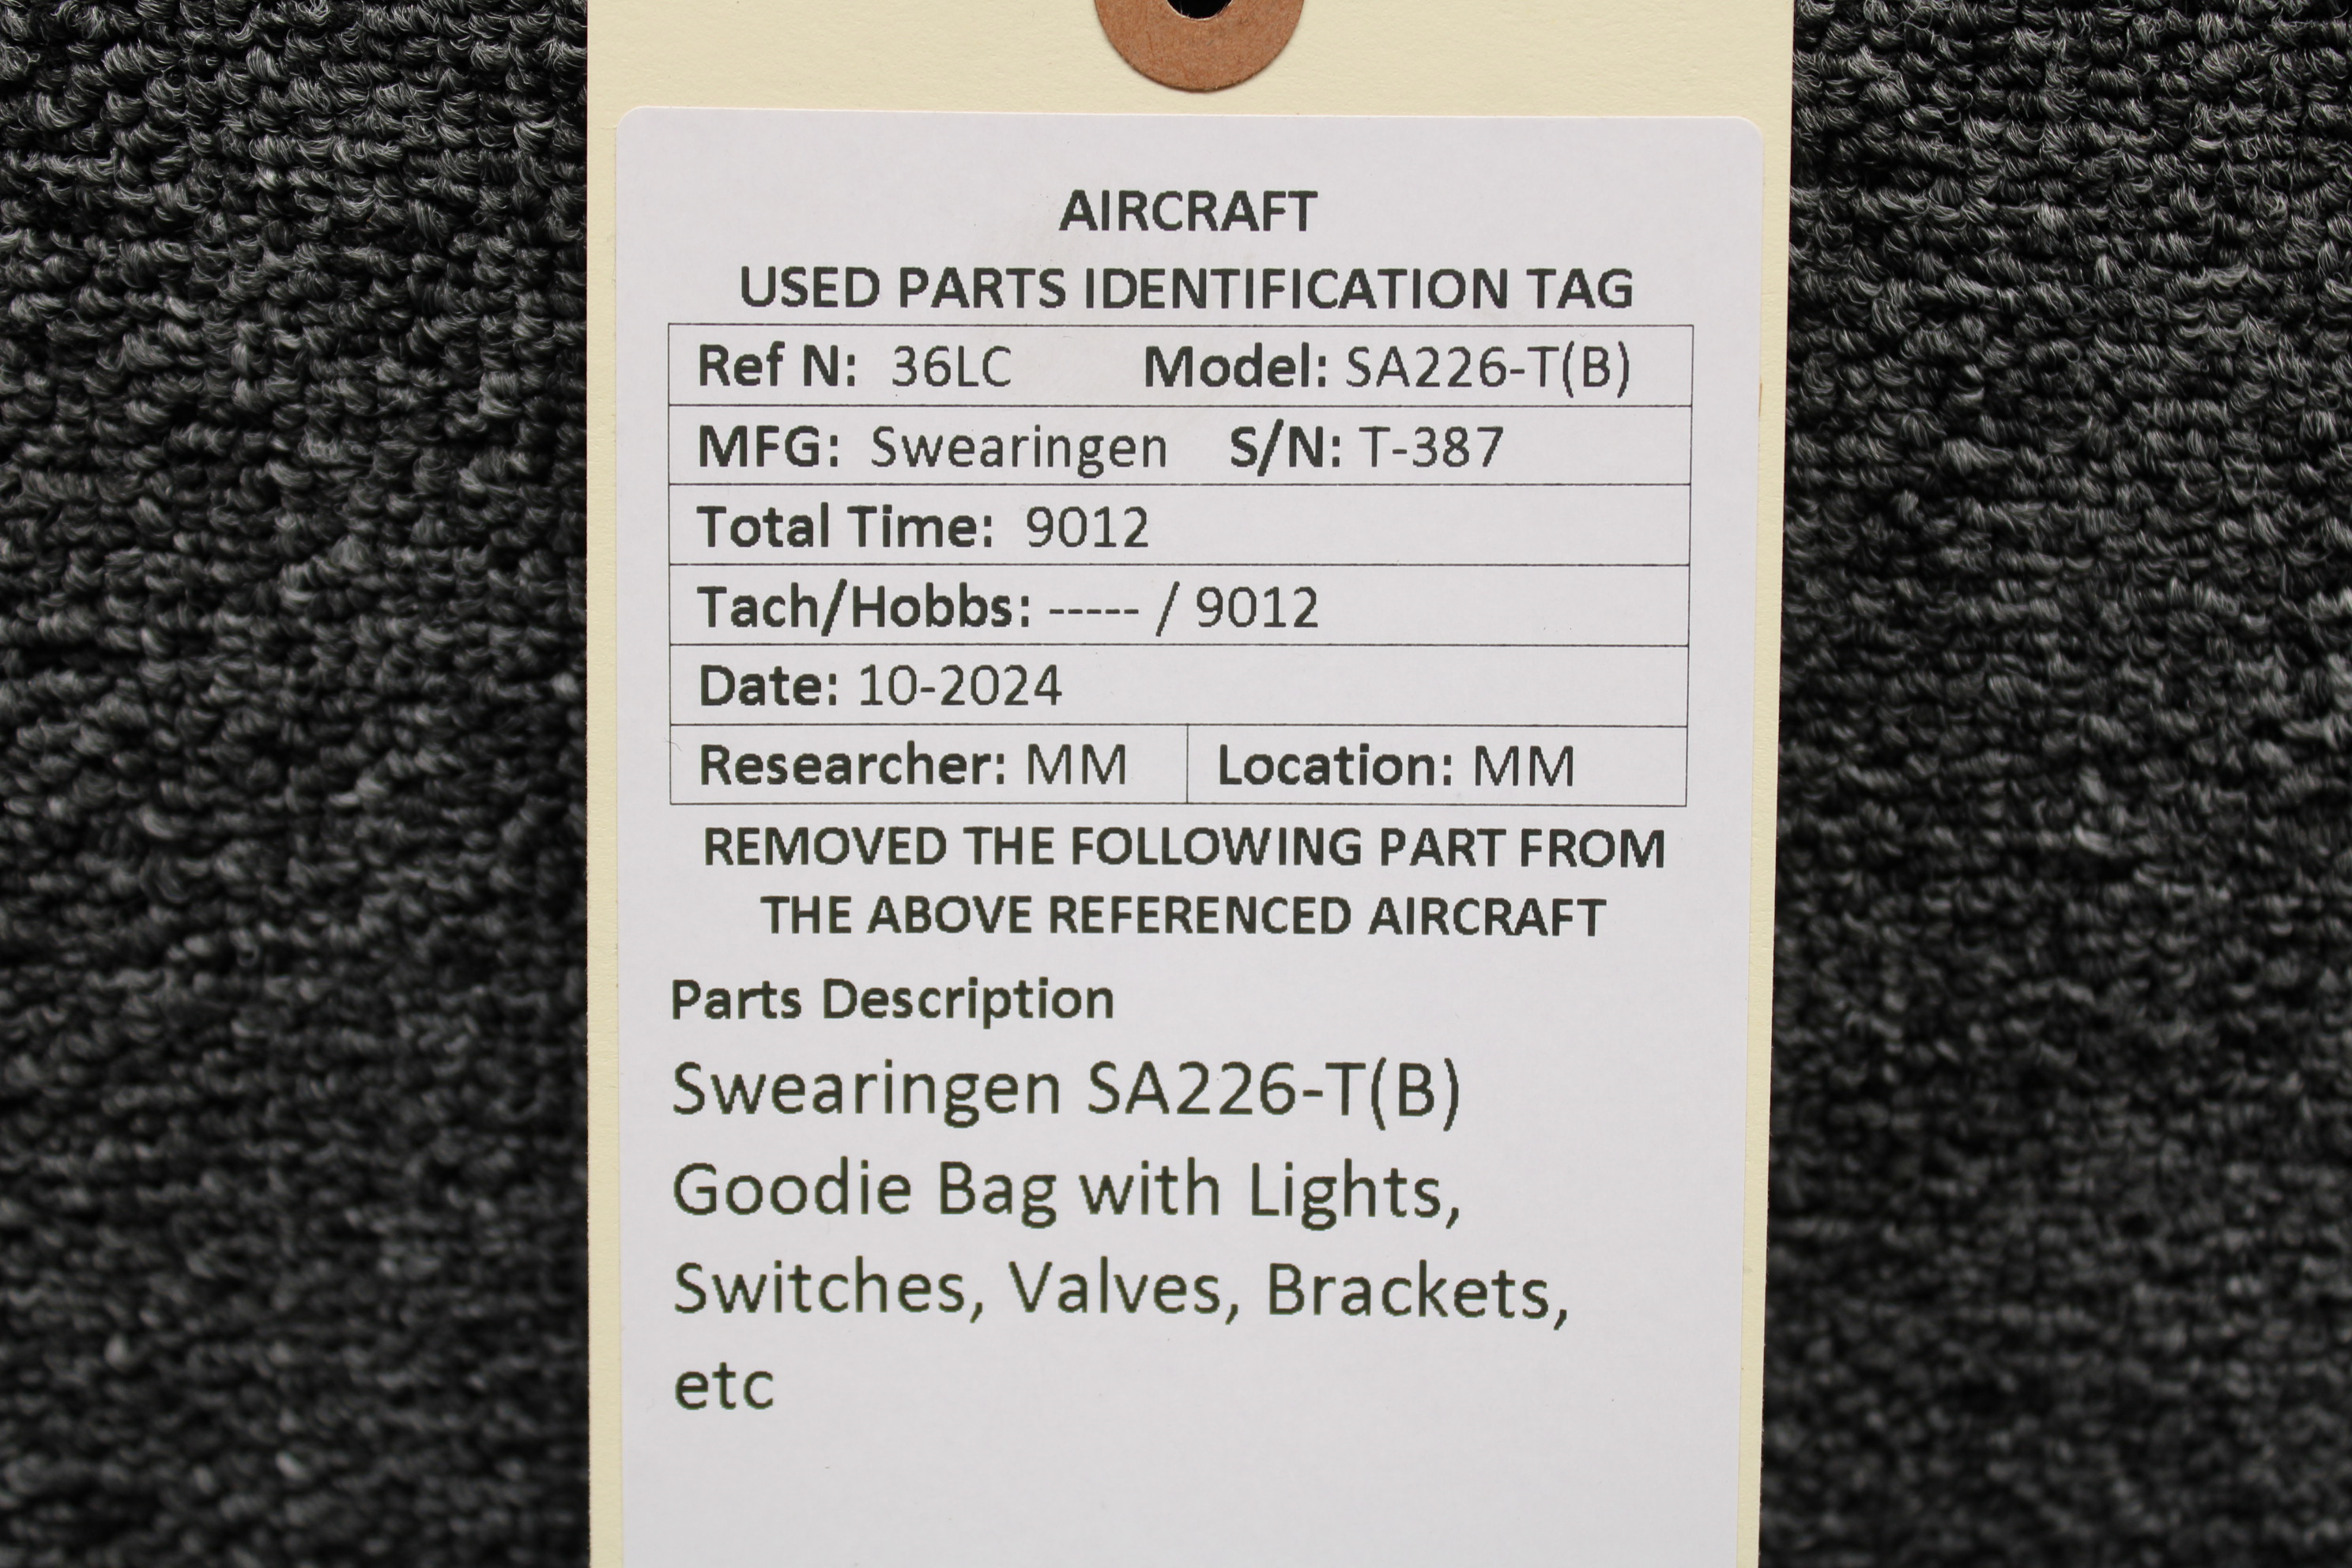 AIRCRAFT
USED PARTS IDENTIFICATION TAG
Ref N: 36LC Model: SA226-T(B)
MFG: Swearingen S/N: T-387
Total Time: 9012
Tach/Hobbs: ----- / 9012
Date: 10-2024
Researcher: MM Location: MM
REMOVED THE FOLLOWING PART FROM
THE ABOVE REFERENCED AIRCRAFT
Parts Description
Swearingen SA226-T(B)
Goodie Bag with Lights,
Switches, Valves, Brackets,
etc